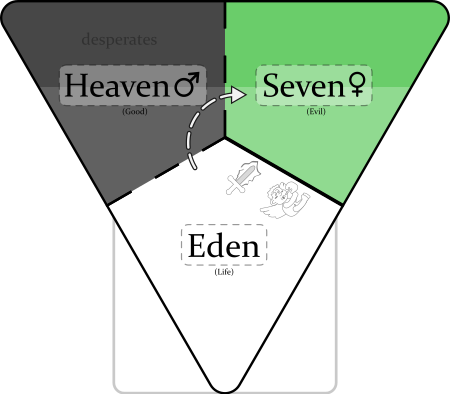 desperates
Heaven♂
(Good)
Seven♀
(Evil)
Eden
(Life)